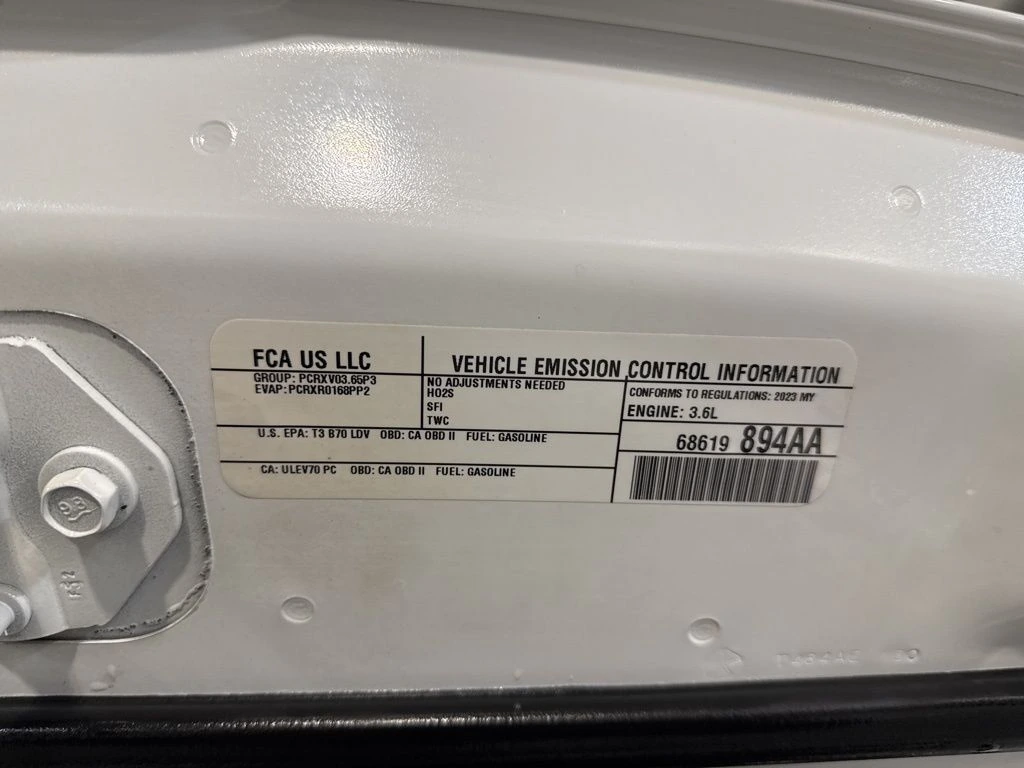 FCA US LLC
GROUP: PCRXV03.65P3
EVAP: PCRXR0168PP2
VEHICLE EMISSION CONTROL INFORMATION
NO ADJUSTMENTS NEEDED
HO2S
SFI
TWC
CONFORMS TO REGULATIONS: 2023 MY
ENGINE: 3.6L
68619 894AA
U.S. EPA: T3 B70 LDV OBD: CA OBD II FUEL: GASOLINE
CA: ULEV70 PC OBD: CA OBD II FUEL: GASOLINE
9.8